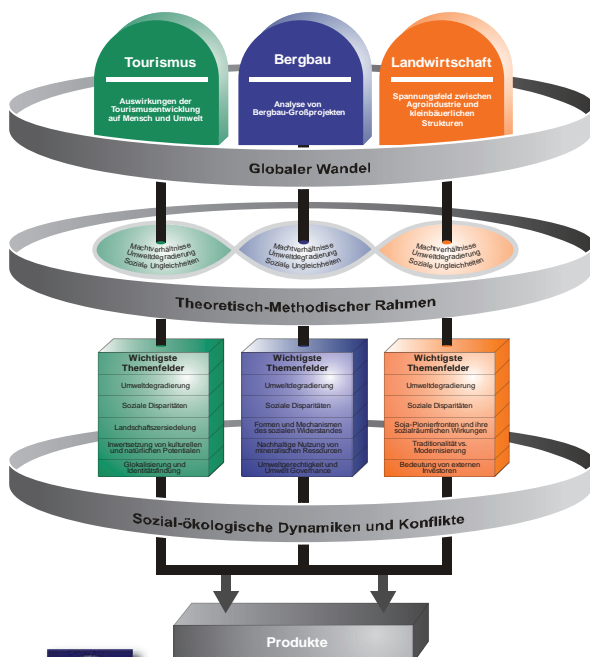 Tourismus
Auswirkungen der
Tourismusentwicklung
auf Mensch und Umwelt
Bergbau
Analyse von
Bergbau-Großprojekten
Landwirtschaft
Spannungsfeld zwischen
Agroindustrie und
kleinbäuerlichen
Strukturen
Globaler Wandel
Machtverhältnisse
Umweltdegradierung
Soziale Ungleichheiten
Machtverhältnisse
Umweltdegradierung
Soziale Ungleichheiten
Machtverhältnisse
Umweltdegradierung
Soziale Ungleichheiten
Theoretisch-Methodischer Rahmen
Wichtigste
Themenfelder
Umweltdegradierung
Soziale Disparitäten
Landschaftszersiedelung
Inwertsetzung von kulturellen
und natürlichen Potentialen
Globalisierung und
Identitätsfindung
Wichtigste
Themenfelder
Umweltdegradierung
Soziale Disparitäten
Formen und Mechanismen
des sozialen Widerstandes
Nachhaltige Nutzung von
mineralischen Ressourcen
Umweltgerechtigkeit und
Umwelt Governance
Wichtigste
Themenfelder
Umweltdegradierung
Soziale Disparitäten
Soja-Pionierfronten und ihre
sozialräumlichen Wirkungen
Traditionalität vs.
Modernisierung
Bedeutung von externen
Investoren
Sozial-ökologische Dynamiken und Konflikte
Produkte